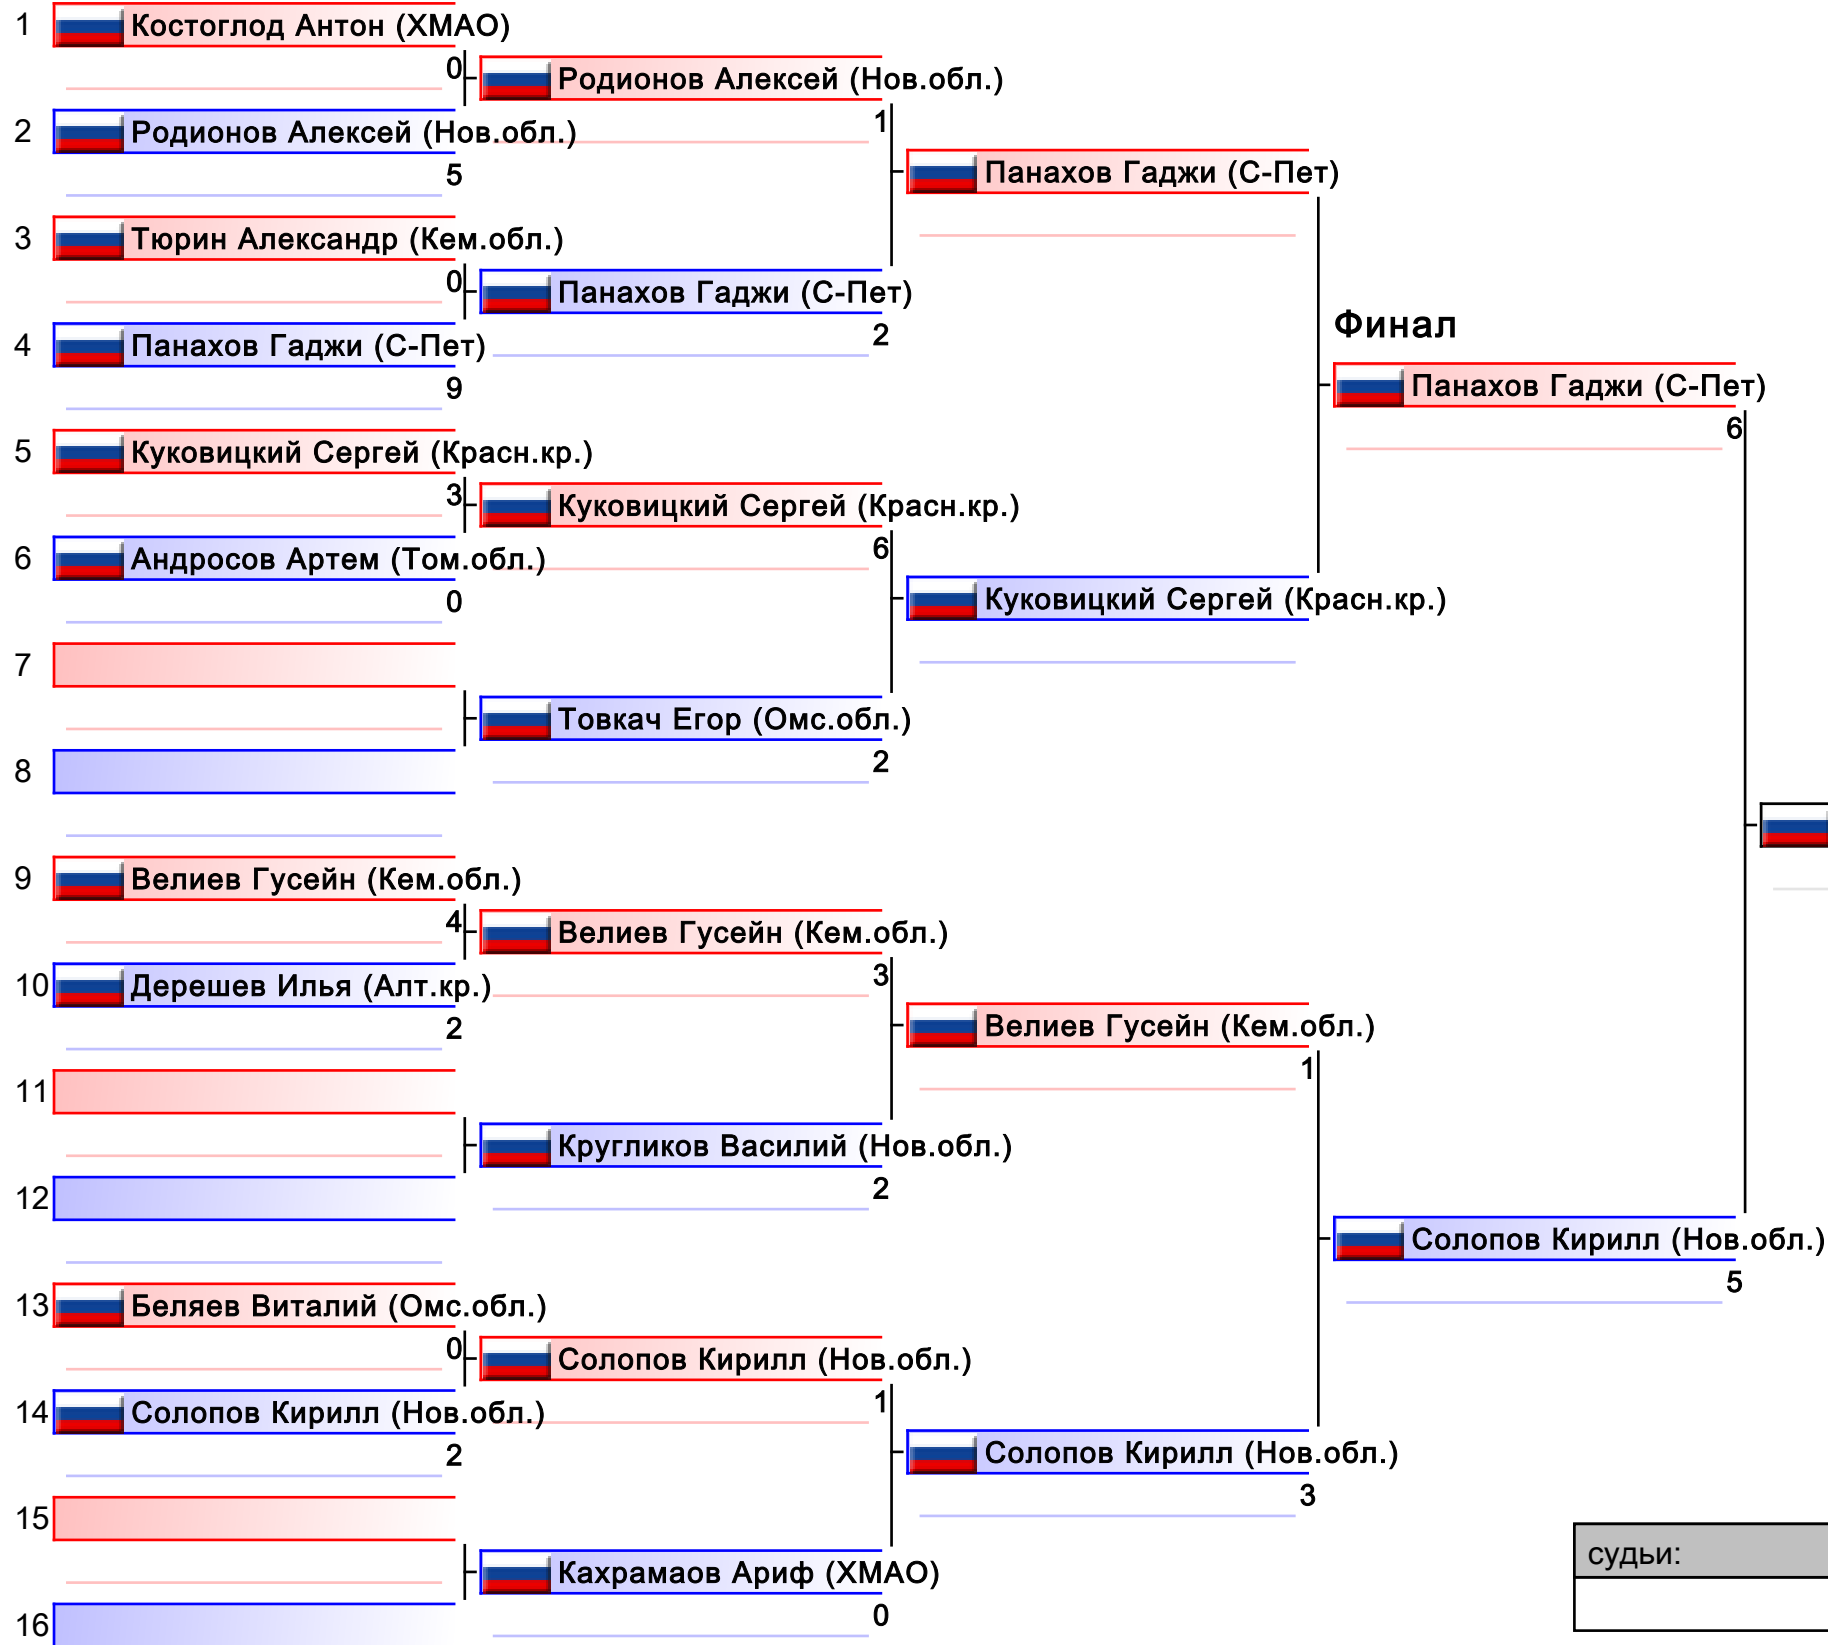 1 Костоглод Антон (ХМАО)
0
2 Родионов Алексей (Нов.обл.)
5
3 Тюрин Александр (Кем.обл.)
0
4 Панахов Гаджи (С-Пет)
9
5 Куковицкий Сергей (Красн.кр.)
3
6 Андросов Артем (Том.обл.)
0
7
8
9 Велиев Гусейн (Кем.обл.)
4
10 Дерешев Илья (Алт.кр.)
2
11
12
13 Беляев Виталий (Омс.обл.)
0
14 Солопов Кирилл (Нов.обл.)
2
15
16
Родионов Алексей (Нов.обл.)
1
Панахов Гаджи (С-Пет)
2
Куковицкий Сергей (Красн.кр.)
6
Товкач Егор (Омс.обл.)
2
Велиев Гусейн (Кем.обл.)
3
Кругликов Василий (Нов.обл.)
2
Солопов Кирилл (Нов.обл.)
1
Кахрамаов Ариф (ХМАО)
0
Панахов Гаджи (С-Пет)
Куковицкий Сергей (Красн.кр.)
Велиев Гусейн (Кем.обл.)
1
Солопов Кирилл (Нов.обл.)
3
Финал
Панахов Гаджи (С-Пет)
6
Солопов Кирилл (Нов.обл.)
5
судьи: